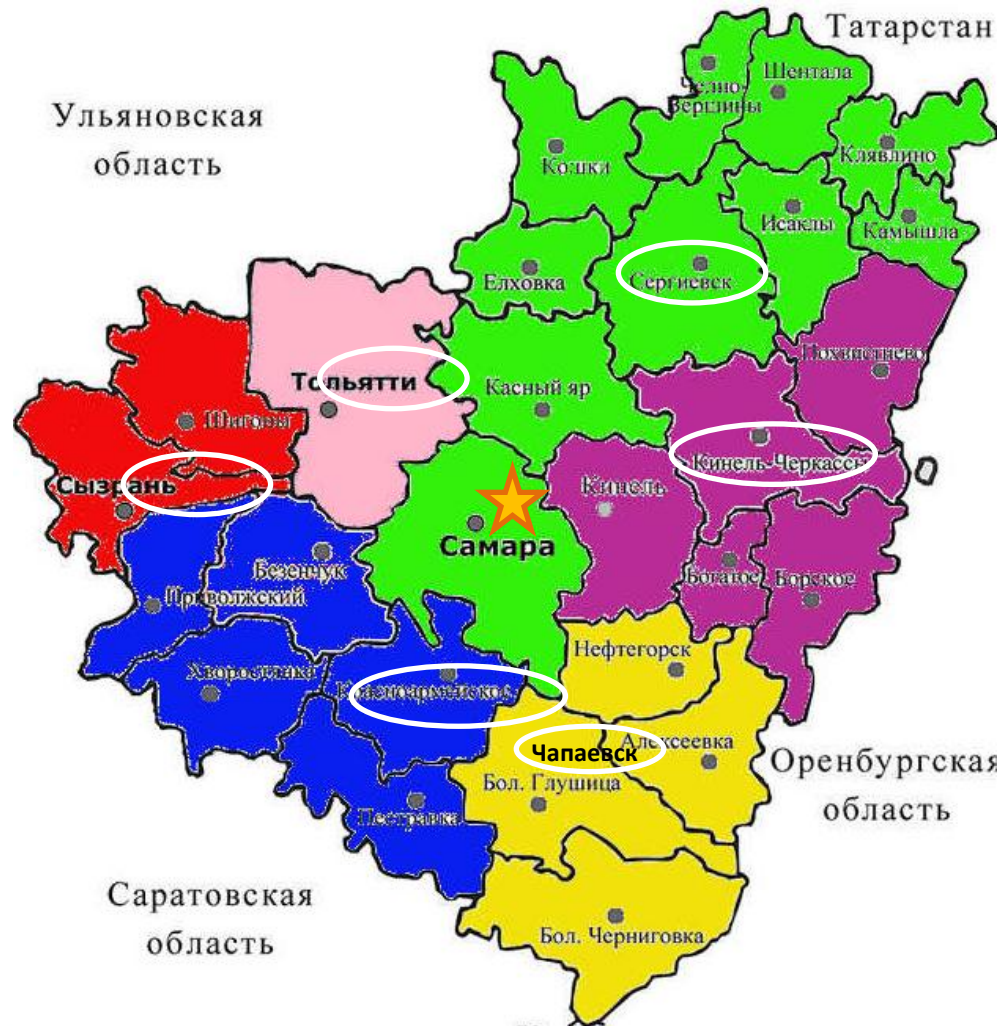 Татарстан
Ульяновская
область
Челно-
Вершины
Шентала
Кошки
Клявлино
Исаклы
Камышла
Елховка
Сергиевск
Похвистнево
Тольятти
Касный яр
Шигоны
Кинель-Черкассы
Сызрань
Кинель
Самара
Безенчук
Богатое
Борское
Приволжский
Нефтегорск
Хворостянка
Красноармейское
Алексеевка
Чапаевск
Оренбургская
область
Бол. Глушица
Пестравка
Саратовская
область
Бол. Черниговка